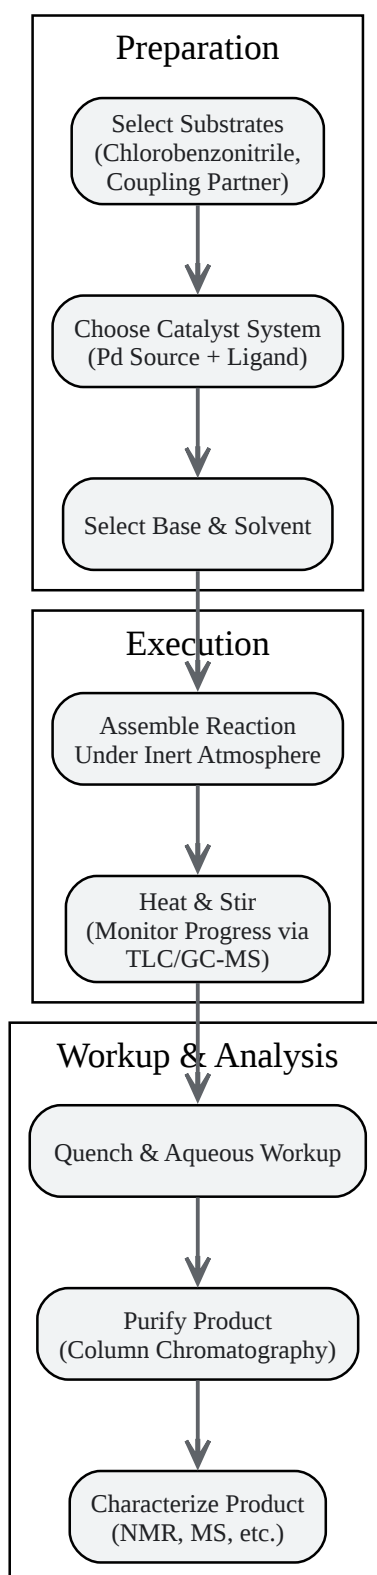 Preparation
Select Substrates
(Chlorobenzonitrile,
Coupling Partner)
Choose Catalyst System
(Pd Source + Ligand)
Select Base & Solvent
Execution
Assemble Reaction
Under Inert Atmosphere
Heat & Stir
(Monitor Progress via
TLC/GC-MS)
Workup & Analysis
Quench & Aqueous Workup
Purify Product
(Column Chromatography)
Characterize Product
(NMR, MS, etc.)